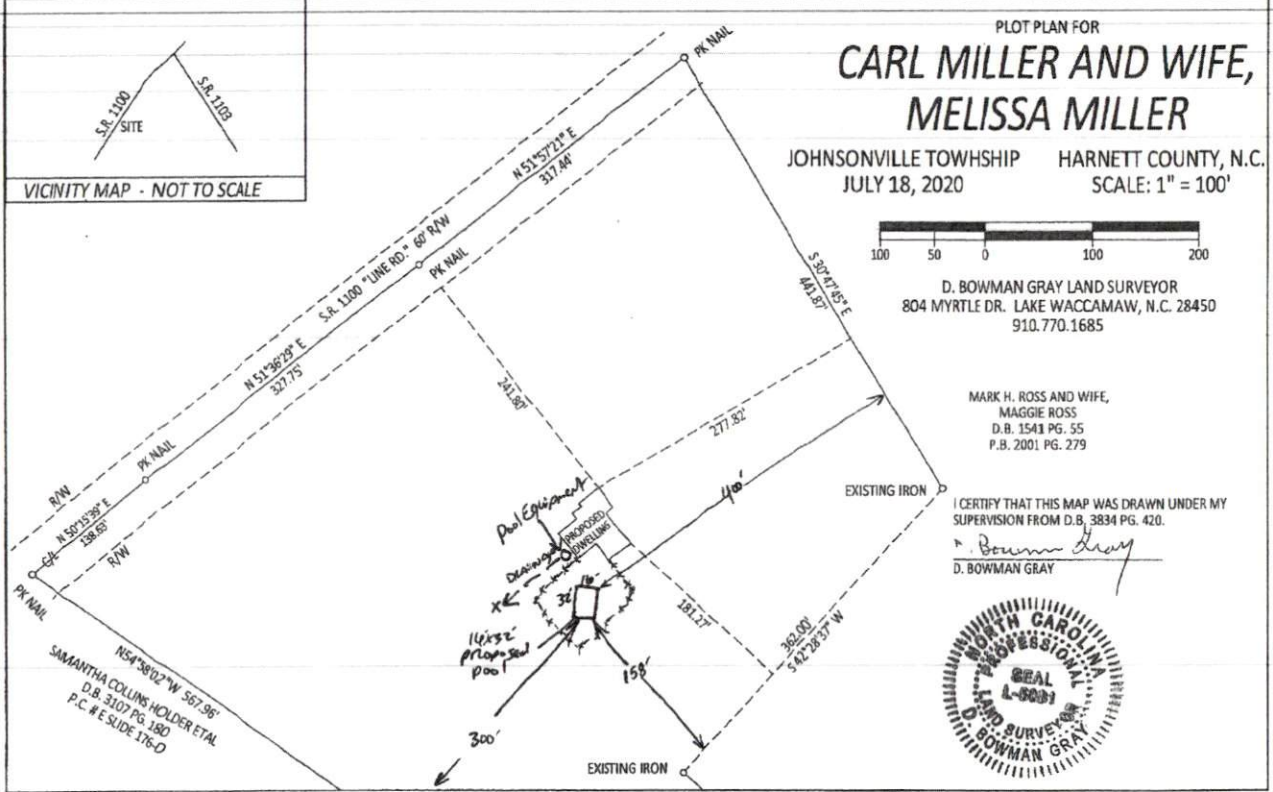 S.R. 1100
S.R. 1103
SITE
VICINITY MAP - NOT TO SCALE
PLOT PLAN FOR
CARL MILLER AND WIFE,
MELISSA MILLER
JOHNSONVILLE TOWHSHIP HARNETT COUNTY, N.C.
JULY 18, 2020 SCALE: 1" = 100'
100 50 0 100 200
D. BOWMAN GRAY LAND SURVEYOR
804 MYRTLE DR. LAKE WACCAMAW, N.C. 28450
910.770.1685
MARK H. ROSS AND WIFE,
MAGGIE ROSS
D.B. 1541 PG. 55
P.B. 2001 PG. 279
I CERTIFY THAT THIS MAP WAS DRAWN UNDER MY
SUPERVISION FROM D.B. 3834 PG. 420.
Bowman Gray
D. BOWMAN GRAY
NORTH CAROLINA
PROFESSIONAL
SEAL
LAND SURVEYOR
D. BOWMAN GRAY
PK NAIL
N 51°57'21" E
317.44'
S.R. 1100 "LINE RD." 60' R/W
PK NAIL
N 51°36'29" E
327.75'
PK NAIL
R/W
N 50°15'39" E
138.63'
C/L
R/W
PK NAIL
S 30°47'45" E
441.87'
241.80'
277.82'
400'
EXISTING IRON
Pool Equipment
PROPOSED
DWELLING
Drainage
X
16'
32'
16'x32'
proposed
pool
181.27'
158'
362.00'
S 42°28'37" W
300'
EXISTING IRON
N54°58'02"W 567.96'
SAMANTHA COLLINS HOLDER ETAL
D.B. 3107 PG. 180
P.C. # E SLIDE 176-D